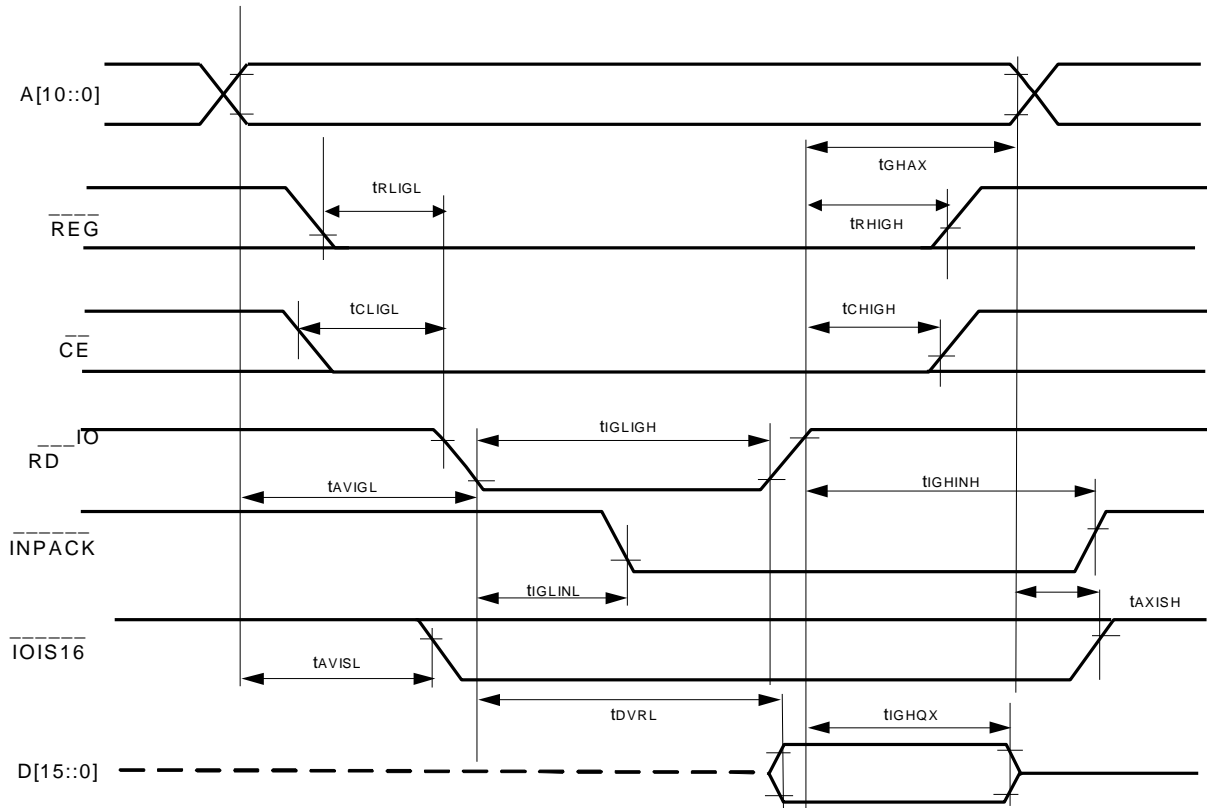 A[10::0]
tGHAX
tRLIGL
REG
tRHIGH
tCLIGL
tCHIGH
CE
IO
RD
tIGLIGH
tAVIGL
tIGHINH
INPACK
tIGLINL
tAXISH
IOIS16
tAVISL
tDVRL
tIGHQX
D[15::0]